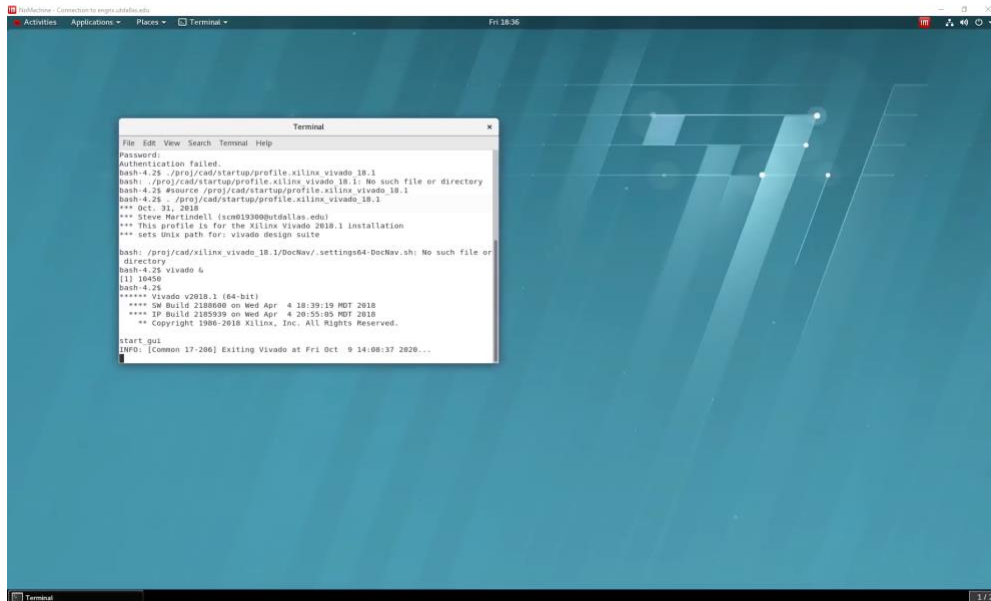 NoMachine - Connection to engnx.utdallas.edu
Activities Applications Places Terminal Fri 18:36
Terminal
File Edit View Search Terminal Help
Password:
Authentication failed.
bash-4.2$ ./proj/cad/startup/profile.xilinx_vivado_18.1
bash: ./proj/cad/startup/profile.xilinx_vivado_18.1: No such file or directory
bash-4.2$ #source /proj/cad/startup/profile.xilinx_vivado_18.1
bash-4.2$ . /proj/cad/startup/profile.xilinx_vivado_18.1
*** Oct. 31, 2018
*** Steve Martindell (scm019300@utdallas.edu)
*** This profile is for the Xilinx Vivado 2018.1 installation
*** sets Unix path for: vivado design suite
bash: /proj/cad/xilinx_vivado_18.1/DocNav/.settings64-DocNav.sh: No such file or
directory
bash-4.2$ vivado &
[1] 10450
bash-4.2$
****** Vivado v2018.1 (64-bit)
**** SW Build 2188600 on Wed Apr 4 18:39:19 MDT 2018
**** IP Build 2185939 on Wed Apr 4 20:55:05 MDT 2018
** Copyright 1986-2018 Xilinx, Inc. All Rights Reserved.
start_gui
INFO: [Common 17-206] Exiting Vivado at Fri Oct 9 14:08:37 2020...
Terminal